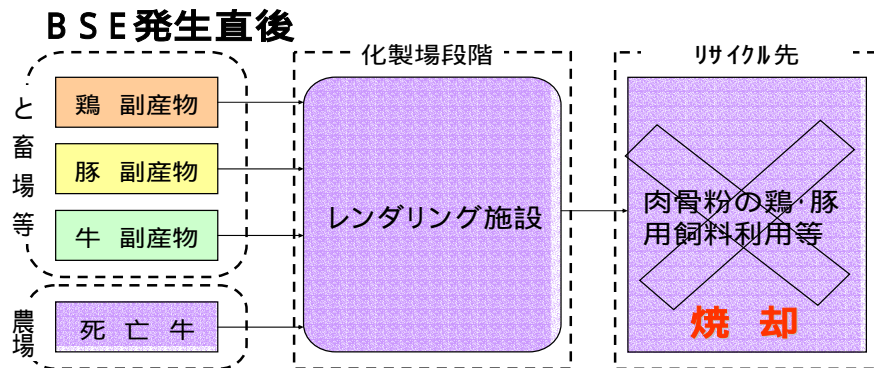 ＢＳＥ発生直後
と畜場等
鶏 副産物
豚 副産物
牛 副産物
農場
死 亡 牛
化製場段階
レンダリング施設
ﾘｻｲｸﾙ先
肉骨粉の鶏･豚
用飼料利用等
焼 却